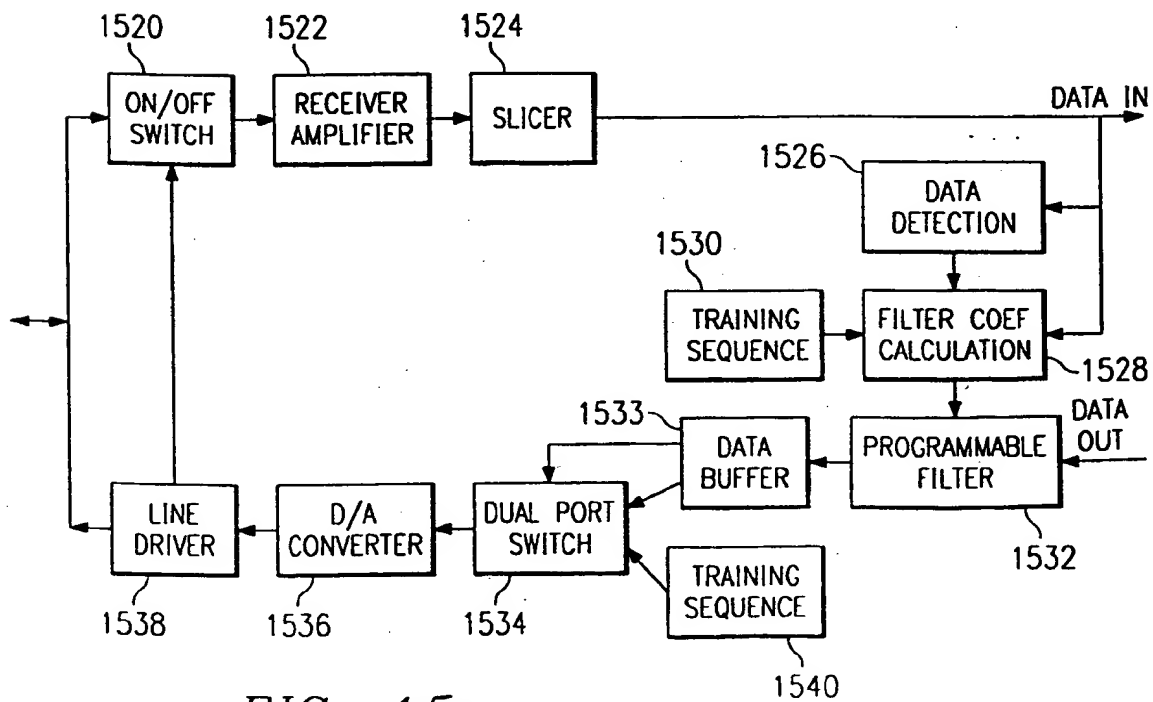 1520
1522
1524
ON/OFF
SWITCH
RECEIVER
AMPLIFIER
SLICER
DATA IN
1526
DATA
DETECTION
1530
TRAINING
SEQUENCE
FILTER COEF
CALCULATION
1528
1533
DATA
OUT
DATA
BUFFER
PROGRAMMABLE
FILTER
LINE
DRIVER
D/A
CONVERTER
DUAL PORT
SWITCH
1532
TRAINING
SEQUENCE
1538
1536
1534
1540
FIG. 15